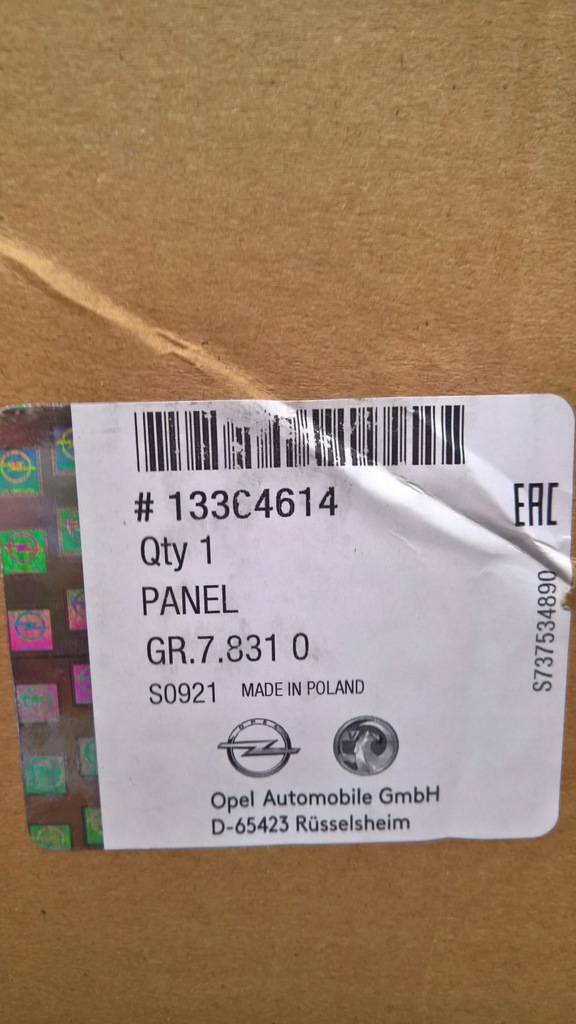 # 133C4614
EAC
Qty 1
PANEL
GR.7.831 0
S0921 MADE IN POLAND
S737534890
OPEL
Opel Automobile GmbH
D-65423 Rüsselsheim